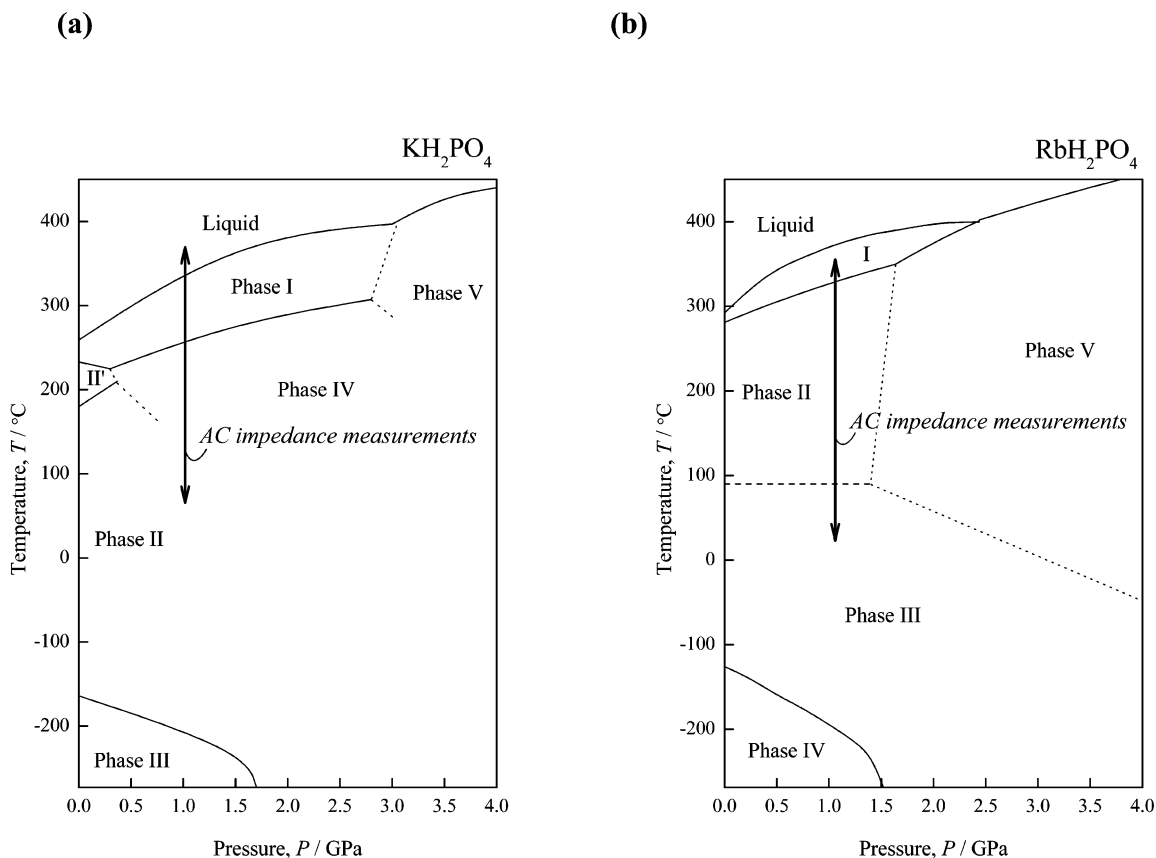 (a)
KH2PO4
Liquid
Phase I
Phase V
II'
Phase IV
AC impedance measurements
Phase II
Phase III
400
300
200
100
0
-100
-200
Temperature, T / °C
0.0 0.5 1.0 1.5 2.0 2.5 3.0 3.5 4.0
Pressure, P / GPa
(b)
RbH2PO4
Liquid
I
Phase V
Phase II
AC impedance measurements
Phase III
Phase IV
400
300
200
100
0
-100
-200
Temperature, T / °C
0.0 0.5 1.0 1.5 2.0 2.5 3.0 3.5 4.0
Pressure, P / GPa